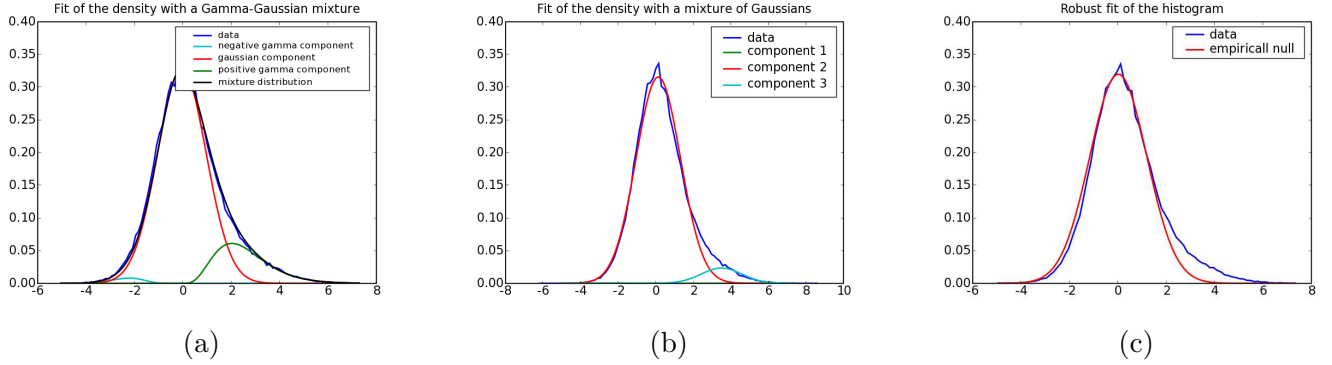 Fit of the density with a Gamma-Gaussian mixture
0.40
0.35
0.30
0.25
0.20
0.15
0.10
0.05
0.00
-6 -4 -2 0 2 4 6 8
data
negative gamma component
gaussian component
positive gamma component
mixture distribution
(a)
Fit of the density with a mixture of Gaussians
0.40
0.35
0.30
0.25
0.20
0.15
0.10
0.05
0.00
-8 -6 -4 -2 0 2 4 6 8 10
data
component 1
component 2
component 3
(b)
Robust fit of the histogram
0.40
0.35
0.30
0.25
0.20
0.15
0.10
0.05
0.00
-6 -4 -2 0 2 4 6 8
data
empiricall null
(c)